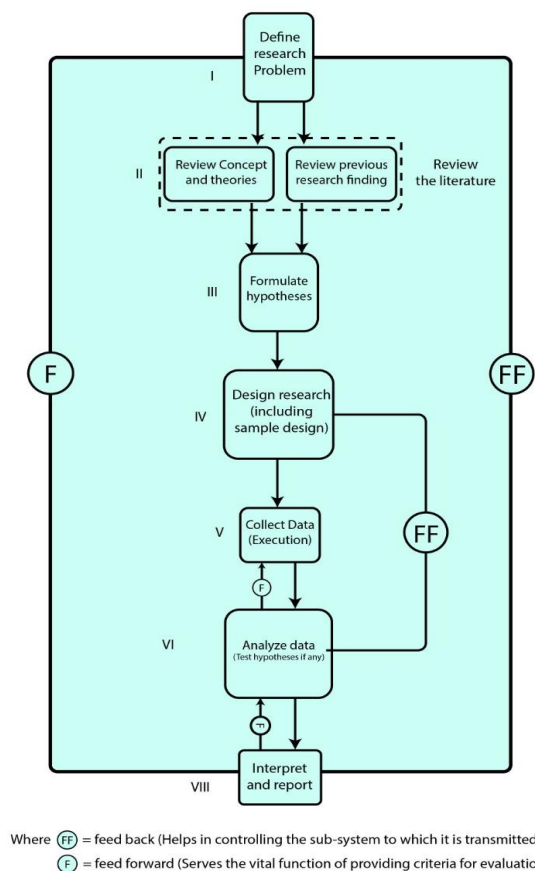 Define
research
Problem
I
Review Concept
and theories
Review previous
research finding
Review
the literature
II
Formulate
hypotheses
III
F
FF
Design research
(including
sample design)
IV
Collect Data
(Execution)
V
FF
F
Analyze data
(Test hypotheses if any)
VI
F
Interpret
and report
VIII
Where FF = feed back (Helps in controlling the sub-system to which it is transmitted
F = feed forward (Serves the vital function of providing criteria for